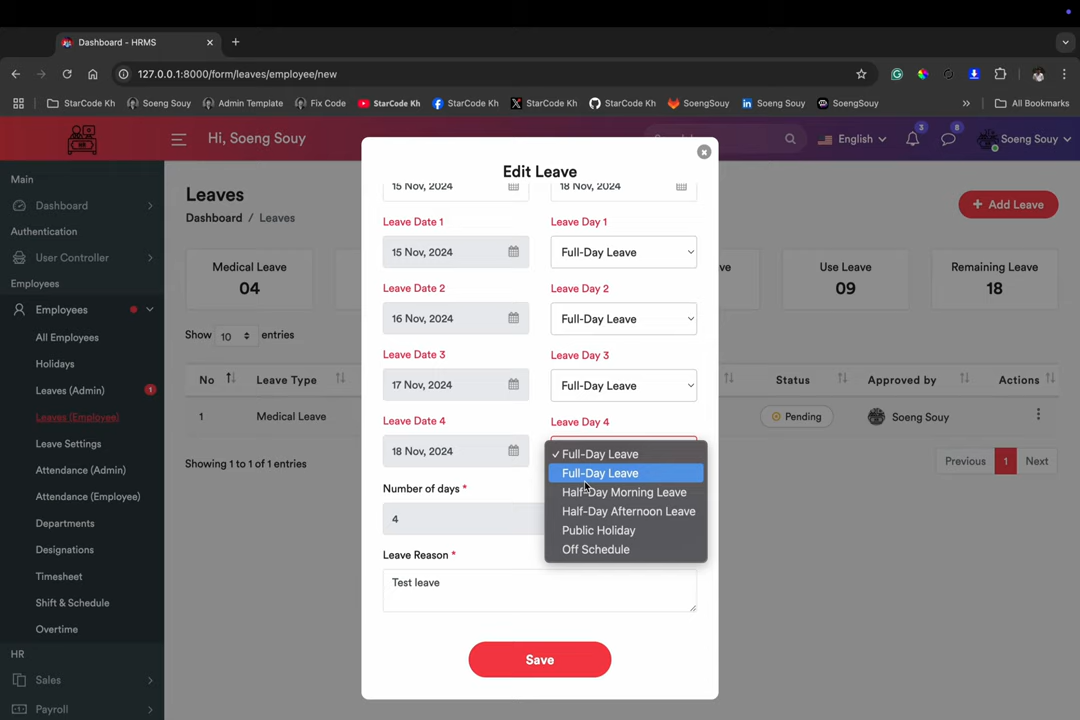 Dashboard - HRMS
127.0.0.1:8000/form/leaves/employee/new
StarCode Kh
Soeng Souy
Admin Template
Fix Code
StarCode Kh
StarCode Kh
StarCode Kh
StarCode Kh
SoengSouy
Soeng Souy
SoengSouy
All Bookmarks
Hi, Soeng Souy
English
3
8
Soeng Souy
Main
Dashboard
Authentication
User Controller
Employees
Employees
All Employees
Holidays
Leaves (Admin)
1
Leaves (Employee)
Leave Settings
Attendance (Admin)
Attendance (Employee)
Departments
Designations
Timesheet
Shift & Schedule
Overtime
HR
Sales
Payroll
Leaves
Dashboard / Leaves
+ Add Leave
Medical Leave
04
ve
Use Leave
09
Remaining Leave
18
Show 10 entries
No
Leave Type
Status
Approved by
Actions
1
Medical Leave
Pending
Soeng Souy
Showing 1 to 1 of 1 entries
Previous
1
Next
Edit Leave
15 Nov, 2024
18 Nov, 2024
Leave Date 1
Leave Day 1
15 Nov, 2024
Full-Day Leave
Leave Date 2
Leave Day 2
16 Nov, 2024
Full-Day Leave
Leave Date 3
Leave Day 3
17 Nov, 2024
Full-Day Leave
Leave Date 4
Leave Day 4
18 Nov, 2024
✓ Full-Day Leave
Full-Day Leave
Half-Day Morning Leave
Half-Day Afternoon Leave
Public Holiday
Off Schedule
Number of days *
4
Leave Reason *
Test leave
Save